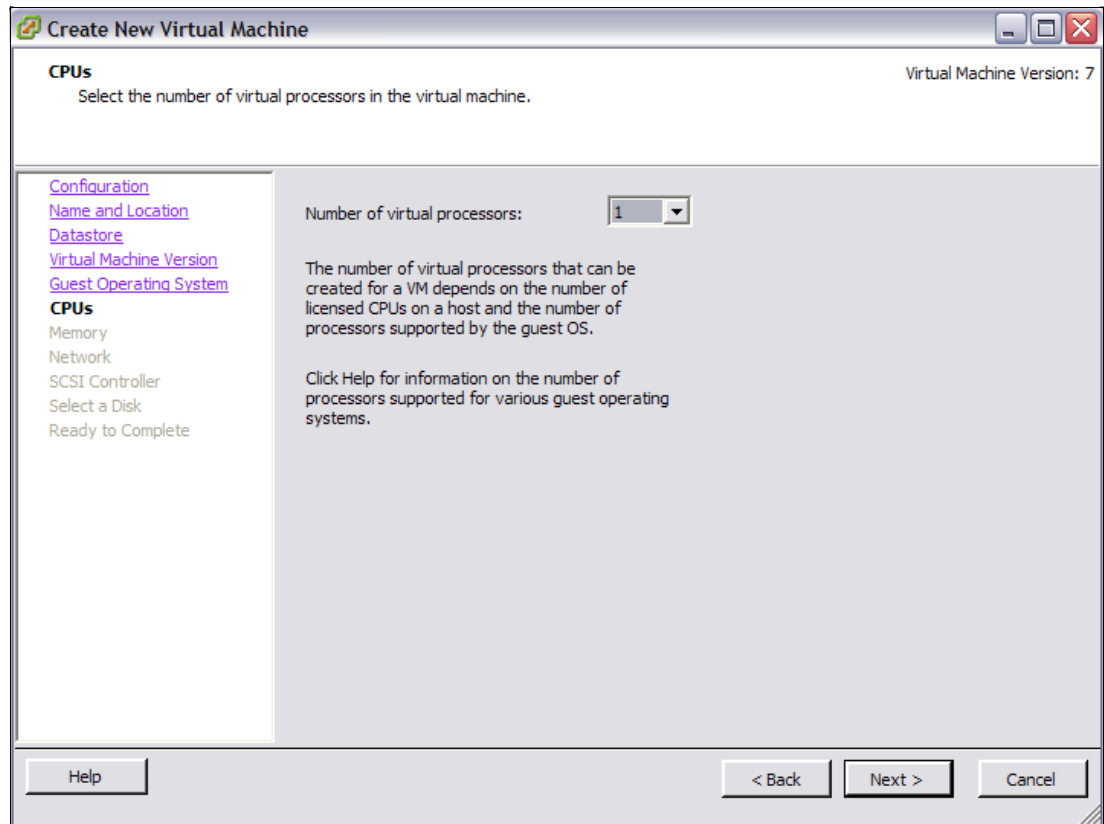 Create New Virtual Machine
CPUs
Virtual Machine Version: 7
Select the number of virtual processors in the virtual machine.
Configuration
Name and Location
Datastore
Virtual Machine Version
Guest Operating System
CPUs
Memory
Network
SCSI Controller
Select a Disk
Ready to Complete
Number of virtual processors:
1
The number of virtual processors that can be
created for a VM depends on the number of
licensed CPUs on a host and the number of
processors supported by the guest OS.
Click Help for information on the number of
processors supported for various guest operating
systems.
Help
< Back
Next >
Cancel